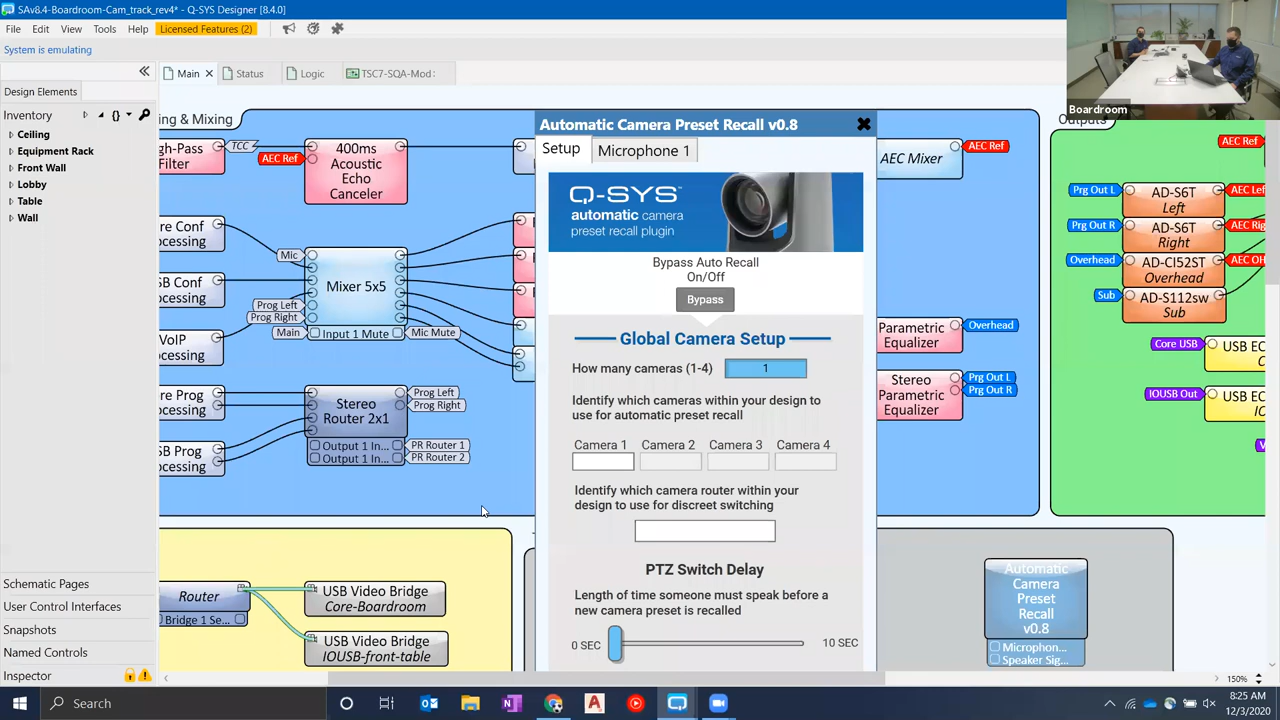 SAv8.4-Boardroom-Cam_track_rev4* - Q-SYS Designer [8.4.0]
File Edit View Tools Help Licensed Features (2)
System is emulating
Main Status Logic TSC7-SQA-Mod:
Design Elements
Inventory
Ceiling
Equipment Rack
Front Wall
Lobby
Table
Wall
Schematic Pages
User Control Interfaces
Snapshots
Named Controls
Inspector
g & Mixing
gh-Pass
Filter
TCC
AEC Ref
400ms
Acoustic
Echo
Canceler
re Conf
ocessing
SB Conf
ocessing
VoIP
ocessing
Mic
Prog Left
Prog Right
Main
Mixer 5x5
Input 1 Mute
Mic Mute
re Prog
ocessing
SB Prog
ocessing
Stereo
Router 2x1
Output 1 In...
Output 1 In...
Prog Left
Prog Right
PR Router 1
PR Router 2
Router
Bridge 1 Se...
USB Video Bridge
Core-Boardroom
USB Video Bridge
IOUSB-front-table
Automatic Camera Preset Recall v0.8
Setup
Microphone 1
Q-SYS™
automatic camera
preset recall plugin
Bypass Auto Recall
On/Off
Bypass
Global Camera Setup
How many cameras (1-4) 1
Identify which cameras within your design to
use for automatic preset recall
Camera 1 Camera 2 Camera 3 Camera 4
Identify which camera router within your
design to use for discreet switching
PTZ Switch Delay
Length of time someone must speak before a
new camera preset is recalled
0 SEC 10 SEC
AEC Mixer
AEC Ref
Parametric
Equalizer
Overhead
Stereo
Parametric
Equalizer
Prg Out L
Prg Out R
Automatic
Camera
Preset
Recall
v0.8
Microphon...
Speaker Sig...
Boardroom
Outputs
AEC Ref
Prg Out L
AD-S6T
Left
AEC Lef
Prg Out R
AD-S6T
Right
AEC Rig
Overhead
AD-CI52ST
Overhead
AEC OH
Sub
AD-S112sw
Sub
Core USB
USB EC
IOUSB Out
USB EC
IO
150%
Search
8:25 AM
12/3/2020